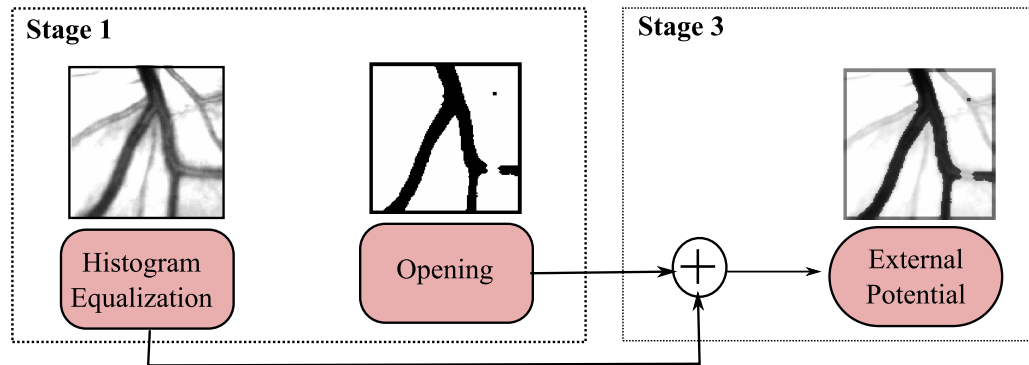 Stage 1
Stage 3
Histogram
Equalization
Opening
External
Potential